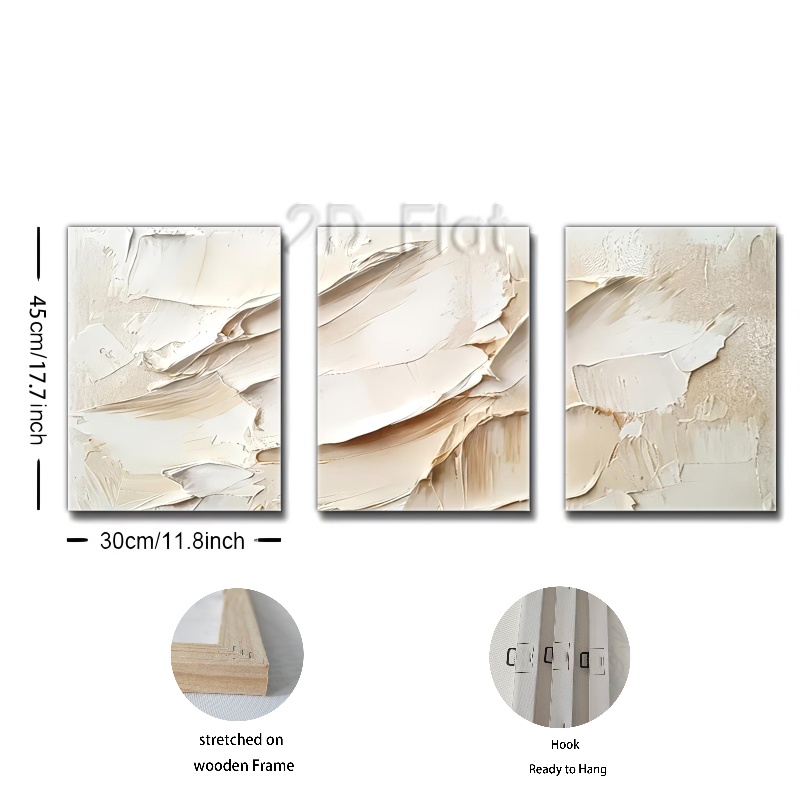 2D Flat
45cm/17.7inch
30cm/11.8inch
stretched on
wooden Frame
Hook
Ready to Hang